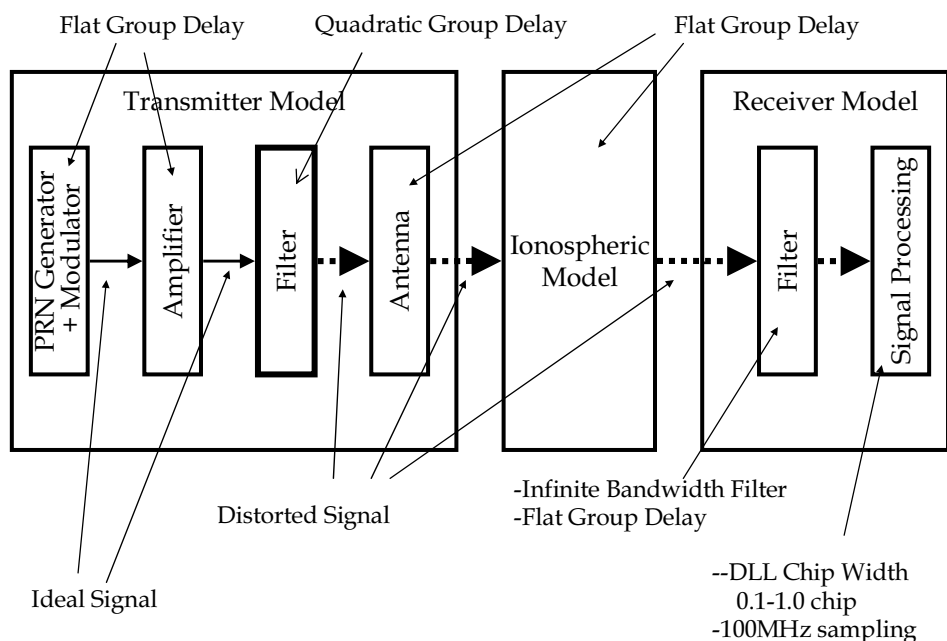 Flat Group Delay
Quadratic Group Delay
Flat Group Delay
Transmitter Model
Receiver Model
PRN Generator
+ Modulator
Amplifier
Filter
Antenna
Ionospheric
Model
Filter
Signal Processing
-Infinite Bandwidth Filter
-Flat Group Delay
Distorted Signal
Ideal Signal
--DLL Chip Width
0.1-1.0 chip
-100MHz sampling